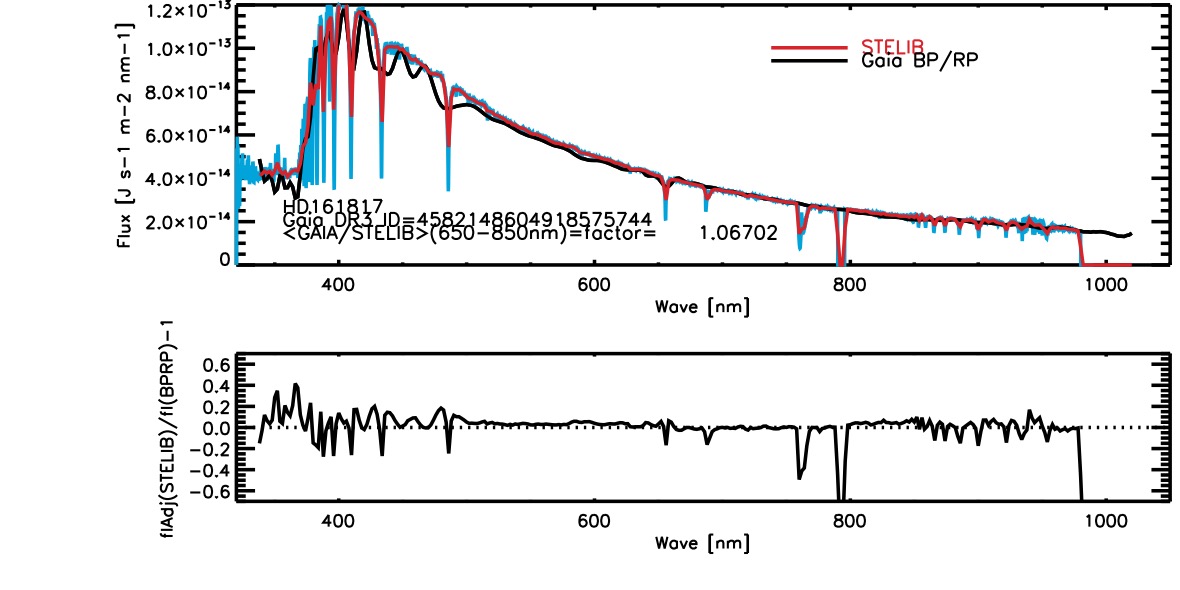 1.2×10⁻¹³
1.0×10⁻¹³
8.0×10⁻¹⁴
6.0×10⁻¹⁴
4.0×10⁻¹⁴
2.0×10⁻¹⁴
0
Flux [J s−1 m−2 nm−1]
STELIB
Gaia BP/RP
HD161817
Gaia DR3 ID=4582148604918575744
<GAIA/STELIB>(650−850nm)=factor= 1.06702
400 600 800 1000
Wave [nm]
flAdj(STELIB)/fl(BPRP)−1
0.6
0.4
0.2
0.0
−0.2
−0.4
−0.6
400 600 800 1000
Wave [nm]